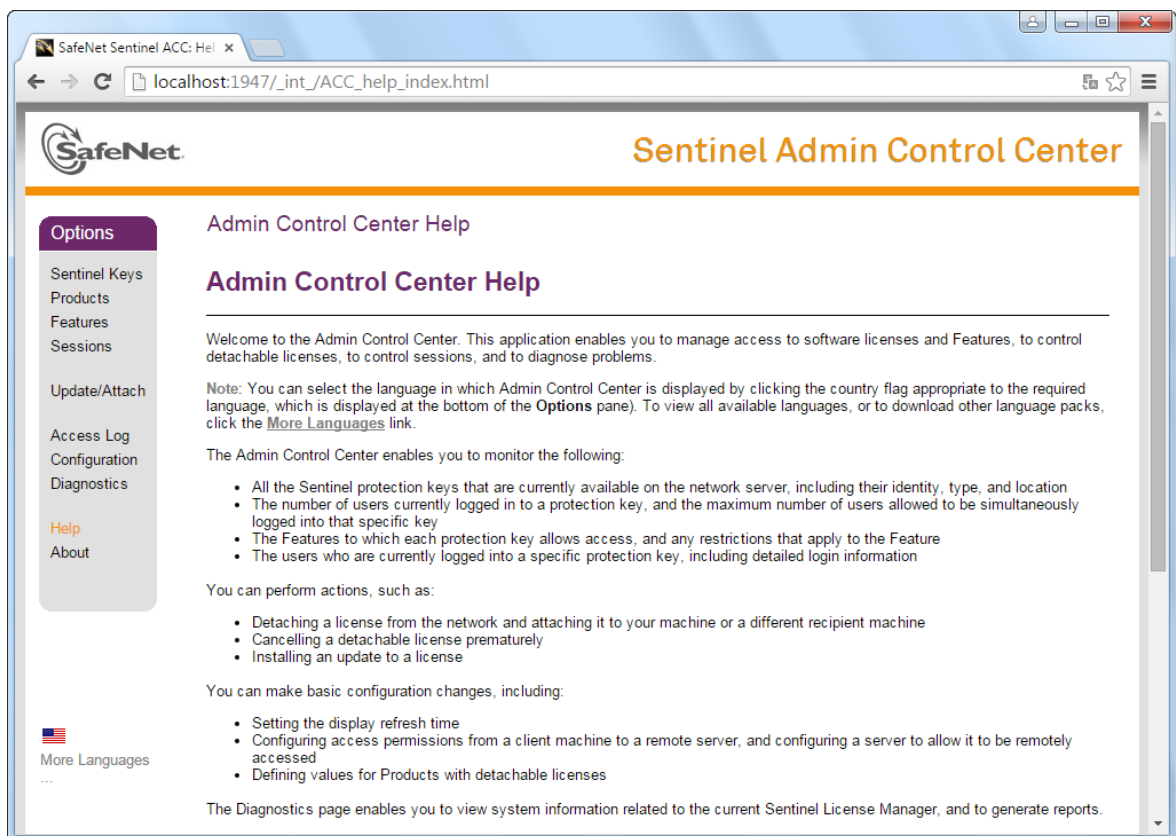 SafeNet Sentinel ACC: Hel
localhost:1947/_int_/ACC_help_index.html
SafeNet.
Sentinel Admin Control Center
Options
Sentinel Keys
Products
Features
Sessions
Update/Attach
Access Log
Configuration
Diagnostics
Help
About
More Languages
...
Admin Control Center Help
Admin Control Center Help
Welcome to the Admin Control Center. This application enables you to manage access to software licenses and Features, to control
detachable licenses, to control sessions, and to diagnose problems.
Note: You can select the language in which Admin Control Center is displayed by clicking the country flag appropriate to the required
language, which is displayed at the bottom of the Options pane). To view all available languages, or to download other language packs,
click the More Languages link.
The Admin Control Center enables you to monitor the following:
• All the Sentinel protection keys that are currently available on the network server, including their identity, type, and location
• The number of users currently logged in to a protection key, and the maximum number of users allowed to be simultaneously
logged into that specific key
• The Features to which each protection key allows access, and any restrictions that apply to the Feature
• The users who are currently logged into a specific protection key, including detailed login information
You can perform actions, such as:
• Detaching a license from the network and attaching it to your machine or a different recipient machine
• Cancelling a detachable license prematurely
• Installing an update to a license
You can make basic configuration changes, including:
• Setting the display refresh time
• Configuring access permissions from a client machine to a remote server, and configuring a server to allow it to be remotely
accessed
• Defining values for Products with detachable licenses
The Diagnostics page enables you to view system information related to the current Sentinel License Manager, and to generate reports.